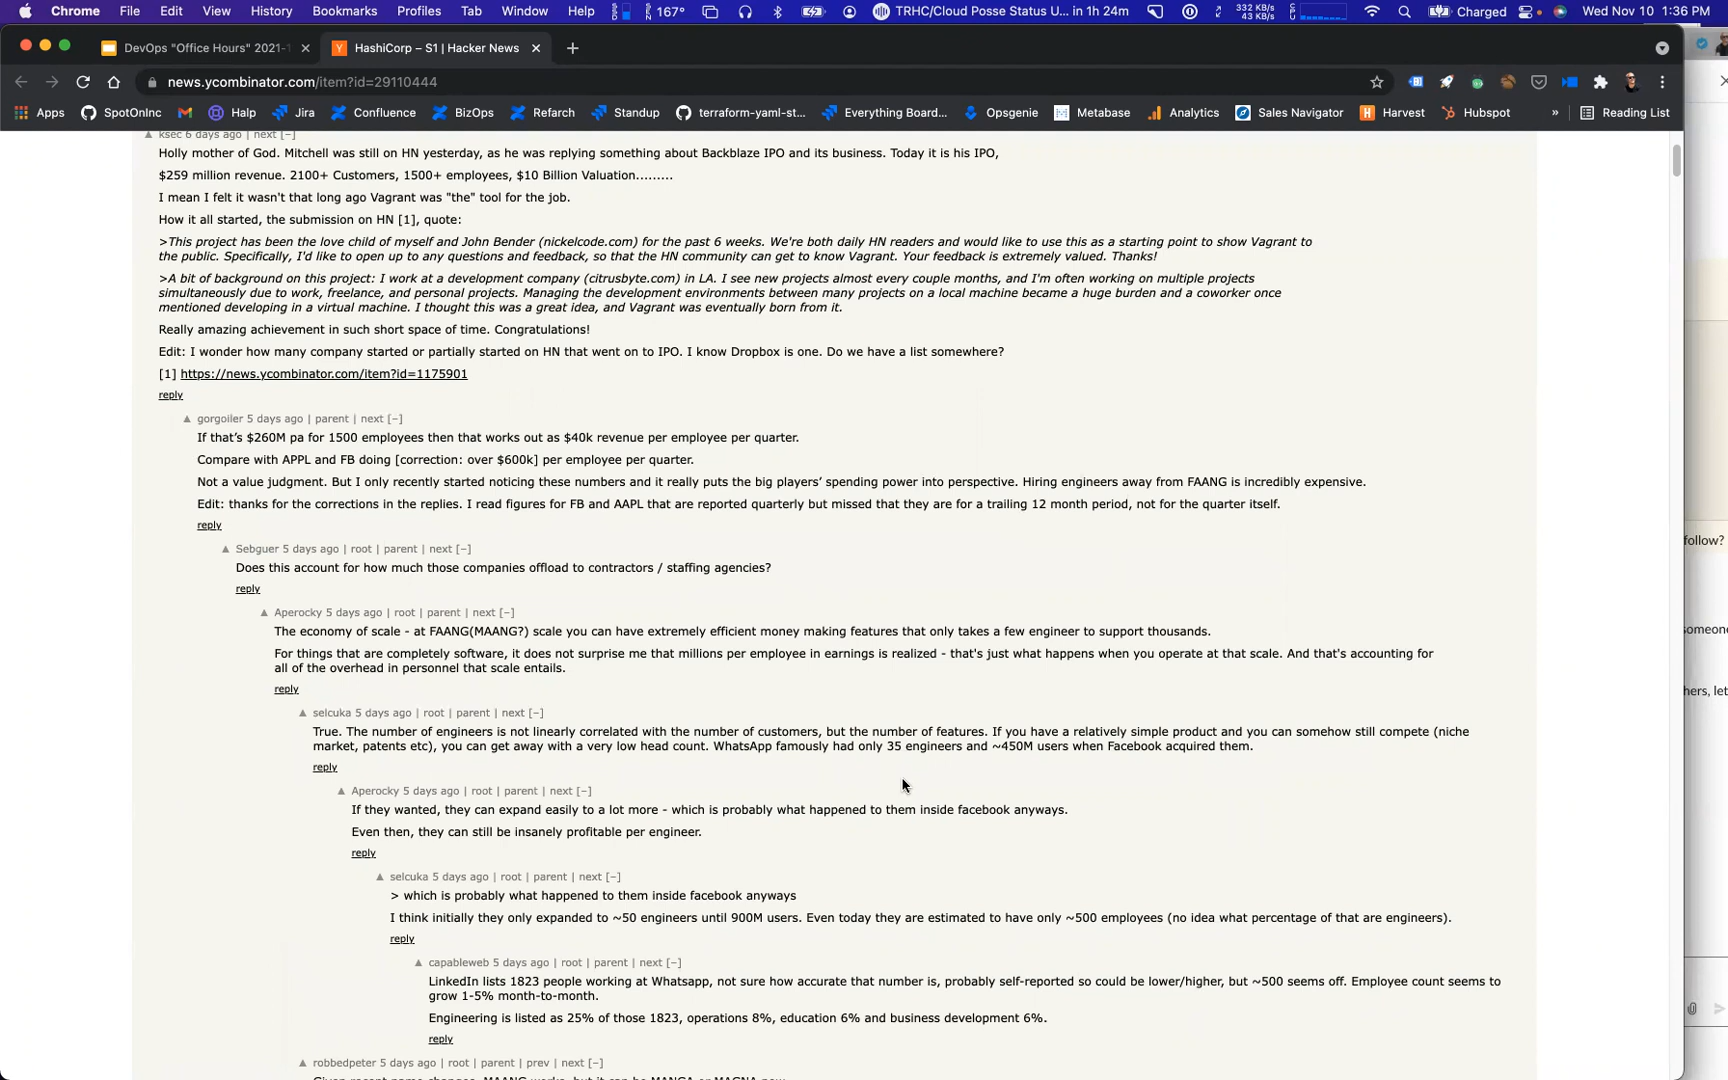 Chrome File Edit View History Bookmarks Profiles Tab Window Help 167° TRHC/Cloud Posse Status U... in 1h 24m 332 KB/s 43 KB/s Charged Wed Nov 10 1:36 PM
DevOps "Office Hours" 2021-1 HashiCorp – S1 | Hacker News
news.ycombinator.com/item?id=29110444
Apps SpotOnInc Halp Jira Confluence BizOps Refarch Standup terraform-yaml-st... Everything Board... Opsgenie Metabase Analytics Sales Navigator Harvest Hubspot » Reading List
ksec 6 days ago | next [–]
Holly mother of God. Mitchell was still on HN yesterday, as he was replying something about Backblaze IPO and its business. Today it is his IPO,
$259 million revenue. 2100+ Customers, 1500+ employees, $10 Billion Valuation.........
I mean I felt it wasn't that long ago Vagrant was "the" tool for the job.
How it all started, the submission on HN [1], quote:
>This project has been the love child of myself and John Bender (nickelcode.com) for the past 6 weeks. We're both daily HN readers and would like to use this as a starting point to show Vagrant to
the public. Specifically, I'd like to open up to any questions and feedback, so that the HN community can get to know Vagrant. Your feedback is extremely valued. Thanks!
>A bit of background on this project: I work at a development company (citrusbyte.com) in LA. I see new projects almost every couple months, and I'm often working on multiple projects
simultaneously due to work, freelance, and personal projects. Managing the development environments between many projects on a local machine became a huge burden and a coworker once
mentioned developing in a virtual machine. I thought this was a great idea, and Vagrant was eventually born from it.
Really amazing achievement in such short space of time. Congratulations!
Edit: I wonder how many company started or partially started on HN that went on to IPO. I know Dropbox is one. Do we have a list somewhere?
[1] https://news.ycombinator.com/item?id=1175901
reply
gorgoiler 5 days ago | parent | next [–]
If that's $260M pa for 1500 employees then that works out as $40k revenue per employee per quarter.
Compare with APPL and FB doing [correction: over $600k] per employee per quarter.
Not a value judgment. But I only recently started noticing these numbers and it really puts the big players' spending power into perspective. Hiring engineers away from FAANG is incredibly expensive.
Edit: thanks for the corrections in the replies. I read figures for FB and AAPL that are reported quarterly but missed that they are for a trailing 12 month period, not for the quarter itself.
reply
follow?
Sebguer 5 days ago | root | parent | next [–]
Does this account for how much those companies offload to contractors / staffing agencies?
reply
Aperocky 5 days ago | root | parent | next [–]
The economy of scale - at FAANG(MAANG?) scale you can have extremely efficient money making features that only takes a few engineer to support thousands.
someone
For things that are completely software, it does not surprise me that millions per employee in earnings is realized - that's just what happens when you operate at that scale. And that's accounting for
all of the overhead in personnel that scale entails.
reply
hers, let
selcuka 5 days ago | root | parent | next [–]
True. The number of engineers is not linearly correlated with the number of customers, but the number of features. If you have a relatively simple product and you can somehow still compete (niche
market, patents etc), you can get away with a very low head count. WhatsApp famously had only 35 engineers and ~450M users when Facebook acquired them.
reply
Aperocky 5 days ago | root | parent | next [–]
If they wanted, they can expand easily to a lot more - which is probably what happened to them inside facebook anyways.
Even then, they can still be insanely profitable per engineer.
reply
selcuka 5 days ago | root | parent | next [–]
> which is probably what happened to them inside facebook anyways
I think initially they only expanded to ~50 engineers until 900M users. Even today they are estimated to have only ~500 employees (no idea what percentage of that are engineers).
reply
capableweb 5 days ago | root | parent | next [–]
LinkedIn lists 1823 people working at Whatsapp, not sure how accurate that number is, probably self-reported so could be lower/higher, but ~500 seems off. Employee count seems to
grow 1-5% month-to-month.
Engineering is listed as 25% of those 1823, operations 8%, education 6% and business development 6%.
reply
robbedpeter 5 days ago | root | parent | prev | next [–]